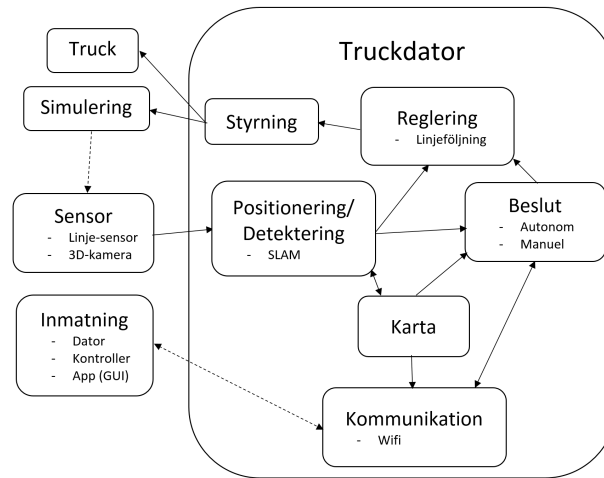 Truckdator
Truck
Simulering
Styrning
Reglering
- Linjeföljning
Sensor
- Linje-sensor
- 3D-kamera
Positionering/
Detektering
- SLAM
Beslut
- Autonom
- Manuel
Inmatning
- Dator
- Kontroller
- App (GUI)
Karta
Kommunikation
- Wifi